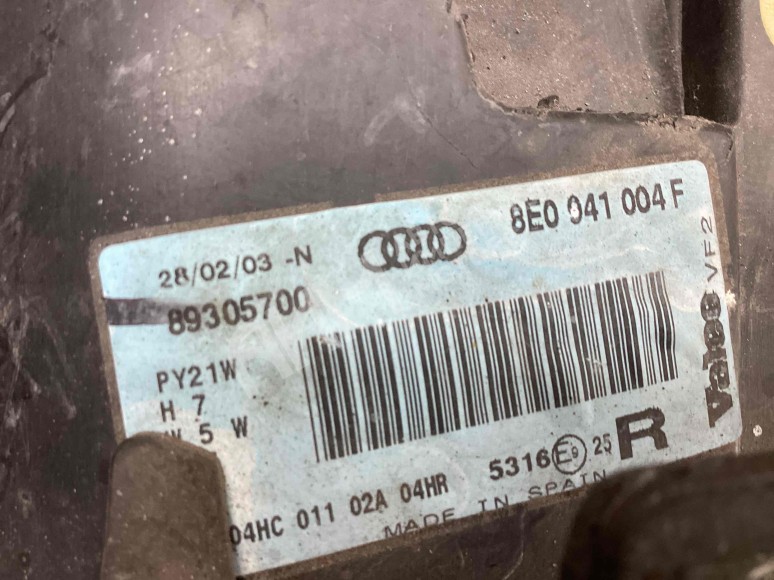 8E0 041 004 F
28/02/03 -N
89305700
PY21W
H 7
W 5 W
Valeo VF2
5316 E9 25 R
04HC 011 02A 04HR
MADE IN SPAIN